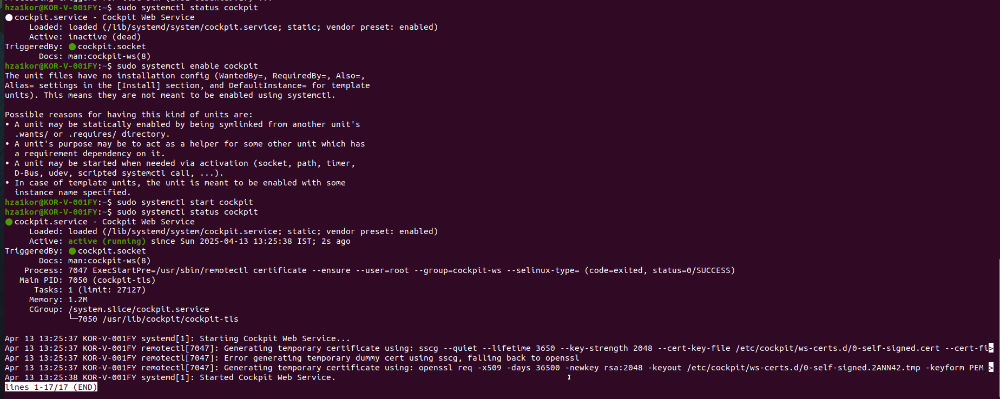 hza1kor@KOR-V-001FY:~$ sudo systemctl status cockpit
● cockpit.service - Cockpit Web Service
     Loaded: loaded (/lib/systemd/system/cockpit.service; static; vendor preset: enabled)
     Active: inactive (dead)
TriggeredBy: ● cockpit.socket
       Docs: man:cockpit-ws(8)
hza1kor@KOR-V-001FY:~$ sudo systemctl enable cockpit
The unit files have no installation config (WantedBy=, RequiredBy=, Also=,
Alias= settings in the [Install] section, and DefaultInstance= for template
units). This means they are not meant to be enabled using systemctl.

Possible reasons for having this kind of units are:
• A unit may be statically enabled by being symlinked from another unit's
  .wants/ or .requires/ directory.
• A unit's purpose may be to act as a helper for some other unit which has
  a requirement dependency on it.
• A unit may be started when needed via activation (socket, path, timer,
  D-Bus, udev, scripted systemctl call, ...).
• In case of template units, the unit is meant to be enabled with some
  instance name specified.
hza1kor@KOR-V-001FY:~$ sudo systemctl start cockpit
hza1kor@KOR-V-001FY:~$ sudo systemctl status cockpit
● cockpit.service - Cockpit Web Service
     Loaded: loaded (/lib/systemd/system/cockpit.service; static; vendor preset: enabled)
     Active: active (running) since Sun 2025-04-13 13:25:38 IST; 2s ago
TriggeredBy: ● cockpit.socket
       Docs: man:cockpit-ws(8)
    Process: 7047 ExecStartPre=/usr/sbin/remotectl certificate --ensure --user=root --group=cockpit-ws --selinux-type= (code=exited, status=0/SUCCESS)
   Main PID: 7050 (cockpit-tls)
      Tasks: 1 (limit: 27127)
     Memory: 1.2M
     CGroup: /system.slice/cockpit.service
             └─7050 /usr/lib/cockpit/cockpit-tls

Apr 13 13:25:37 KOR-V-001FY systemd[1]: Starting Cockpit Web Service...
Apr 13 13:25:37 KOR-V-001FY remotectl[7047]: Generating temporary certificate using: sscg --quiet --lifetime 3650 --key-strength 2048 --cert-key-file /etc/cockpit/ws-certs.d/0-self-signed.cert --cert-fi>
Apr 13 13:25:37 KOR-V-001FY remotectl[7047]: Error generating temporary dummy cert using sscg, falling back to openssl
Apr 13 13:25:37 KOR-V-001FY remotectl[7047]: Generating temporary certificate using: openssl req -x509 -days 36500 -newkey rsa:2048 -keyout /etc/cockpit/ws-certs.d/0-self-signed.2ANN42.tmp -keyform PEM >
Apr 13 13:25:38 KOR-V-001FY systemd[1]: Started Cockpit Web Service.
lines 1-17/17 (END)